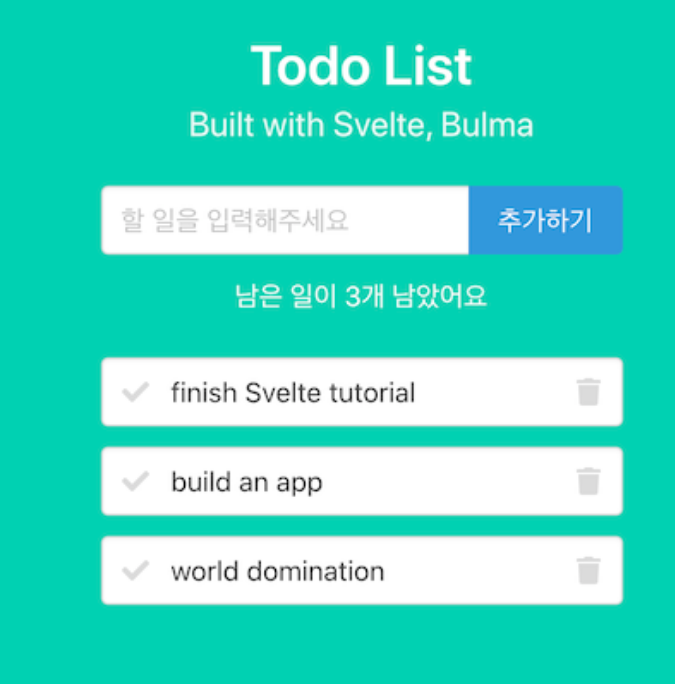 Todo List
Built with Svelte, Bulma
할 일을 입력해주세요 추가하기
남은 일이 3개 남았어요
finish Svelte tutorial
build an app
world domination